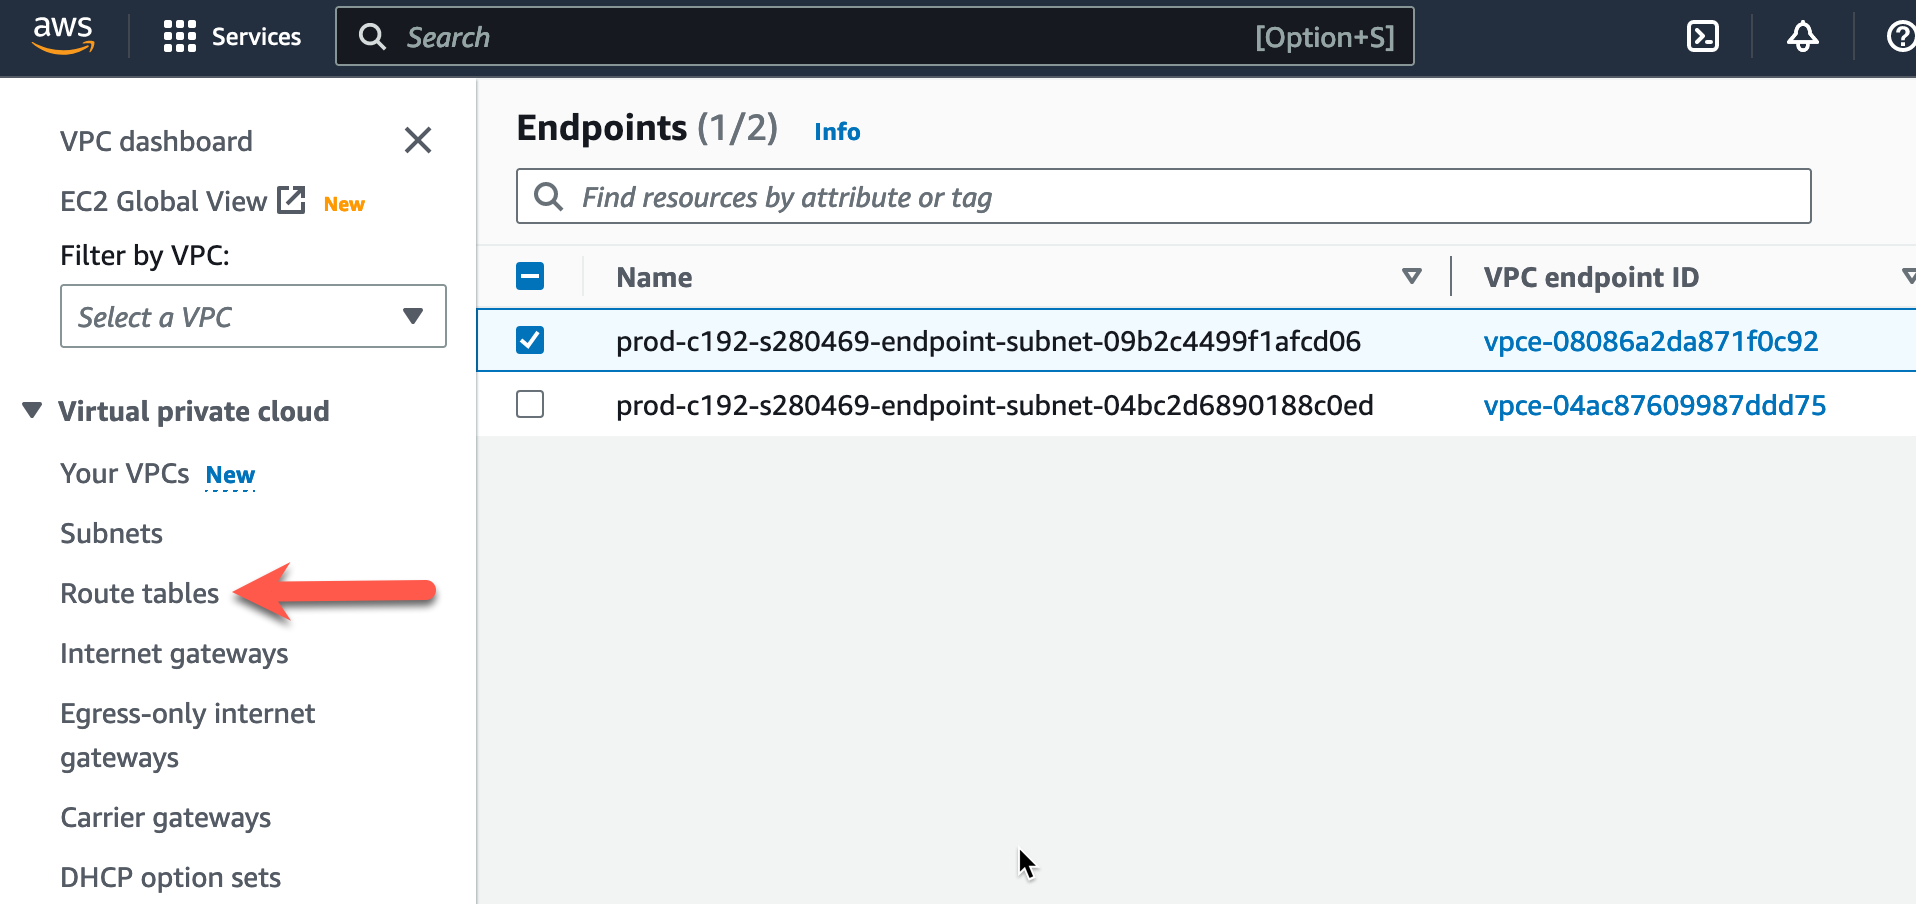 aws
Services
Search
[Option+S]
VPC dashboard
EC2 Global View New
Filter by VPC:
Select a VPC
Virtual private cloud
Your VPCs New
Subnets
Route tables
Internet gateways
Egress-only internet
gateways
Carrier gateways
DHCP option sets
Endpoints (1/2) Info
Find resources by attribute or tag
Name VPC endpoint ID
prod-c192-s280469-endpoint-subnet-09b2c4499f1afcd06 vpce-08086a2da871f0c92
prod-c192-s280469-endpoint-subnet-04bc2d6890188c0ed vpce-04ac87609987ddd75